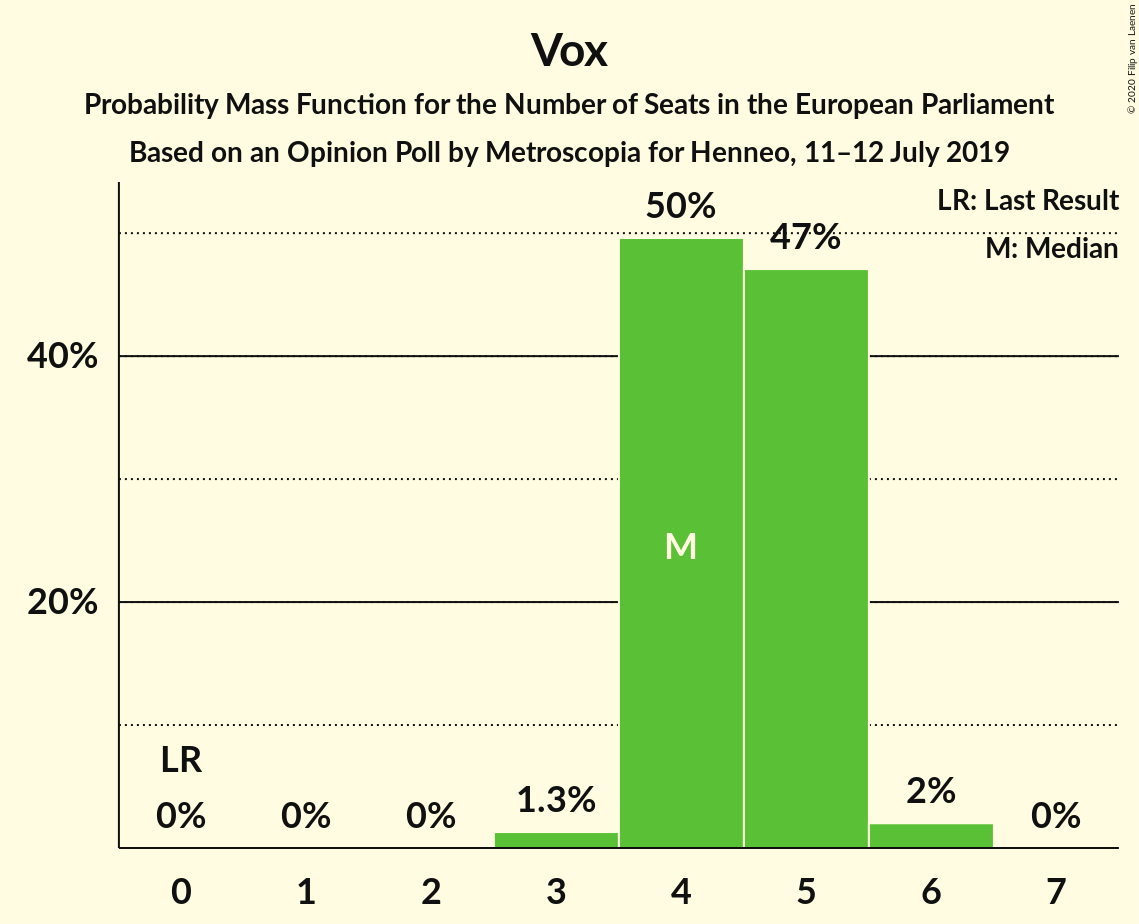 Vox
Probability Mass Function for the Number of Seats in the European Parliament
Based on an Opinion Poll by Metroscopia for Henneo, 11–12 July 2019
© 2020 Filip van Laenen
LR: Last Result
M: Median
50%
47%
40%
M
20%
LR
0%
0%
0%
1.3%
2%
0%
0 1 2 3 4 5 6 7